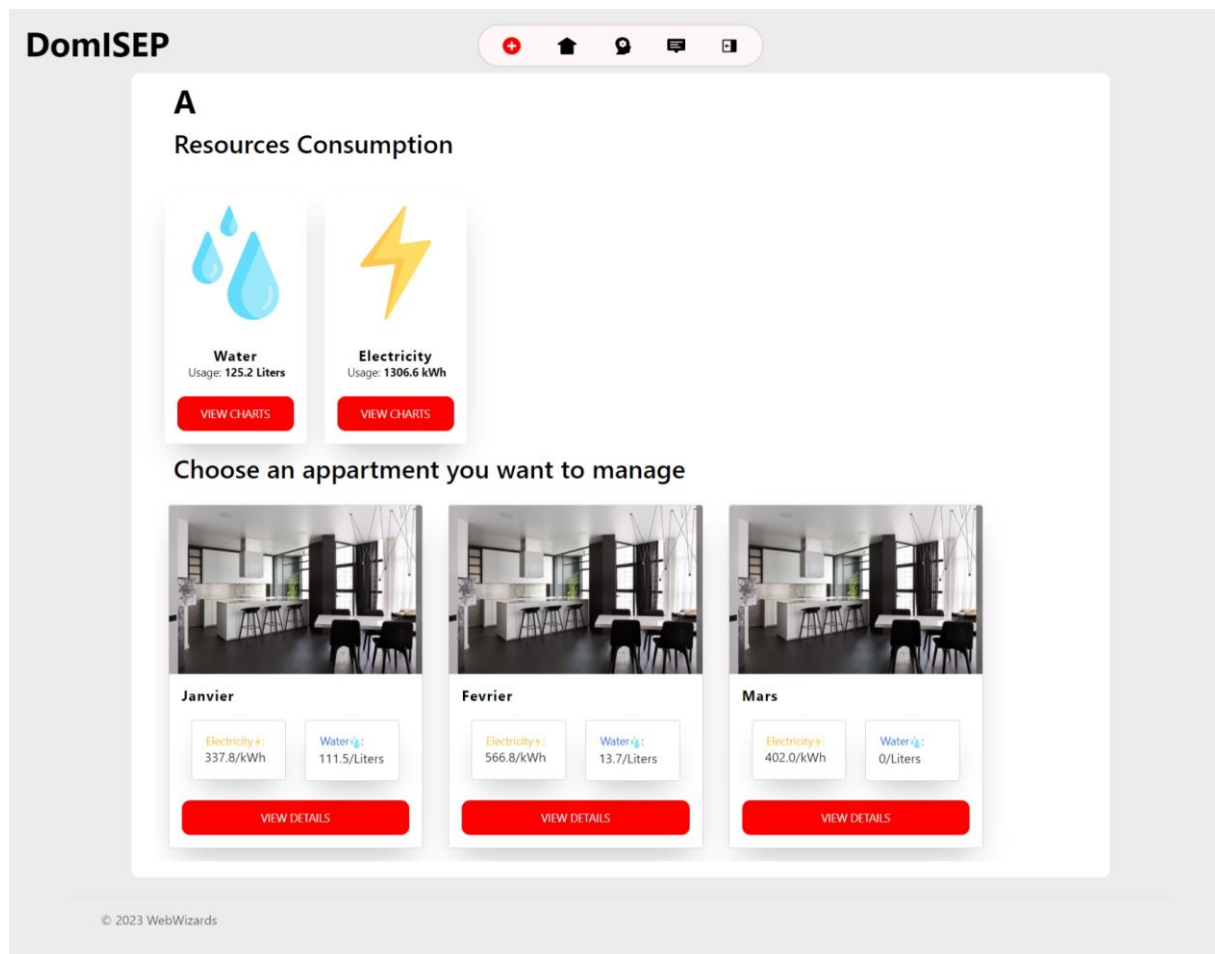 DomISEP
A
Resources Consumption
Water
Usage: 125.2 Liters
VIEW CHARTS
Electricity
Usage: 1306.6 kWh
VIEW CHARTS
Choose an appartment you want to manage
Janvier
Electricity⚡:
337.8/kWh
Water💦:
111.5/Liters
VIEW DETAILS
Fevrier
Electricity⚡:
566.8/kWh
Water💦:
13.7/Liters
VIEW DETAILS
Mars
Electricity⚡:
402.0/kWh
Water💦:
0/Liters
VIEW DETAILS
© 2023 WebWizards